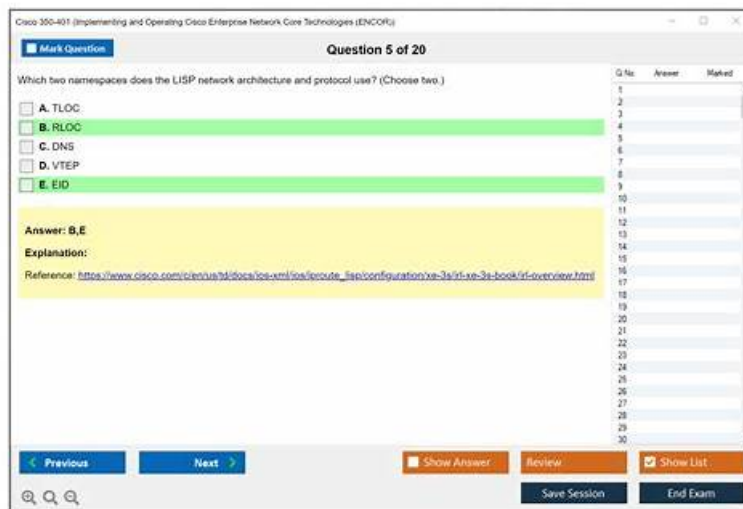 Cisco 350-401 (Implementing and Operating Cisco Enterprise Network Core Technologies (ENCOR))
Mark Question
Question 5 of 20
Which two namespaces does the LISP network architecture and protocol use? (Choose two.)
A. TLOC
B. RLOC
C. DNS
D. VTEP
E. EID
Answer: B,E
Explanation:
Reference: https://www.cisco.com/c/en/us/td/docs/ios-xml/ios/iproute_lisp/configuration/xe-3s/irl-xe-3s-book/irl-overview.html
Q.No. Answer Marked
1
2
3
4
5
6
7
8
9
10
11
12
13
14
15
16
17
18
19
20
21
22
23
24
25
26
27
28
29
30
Previous
Next
Show Answer
Review
Show List
Save Session
End Exam